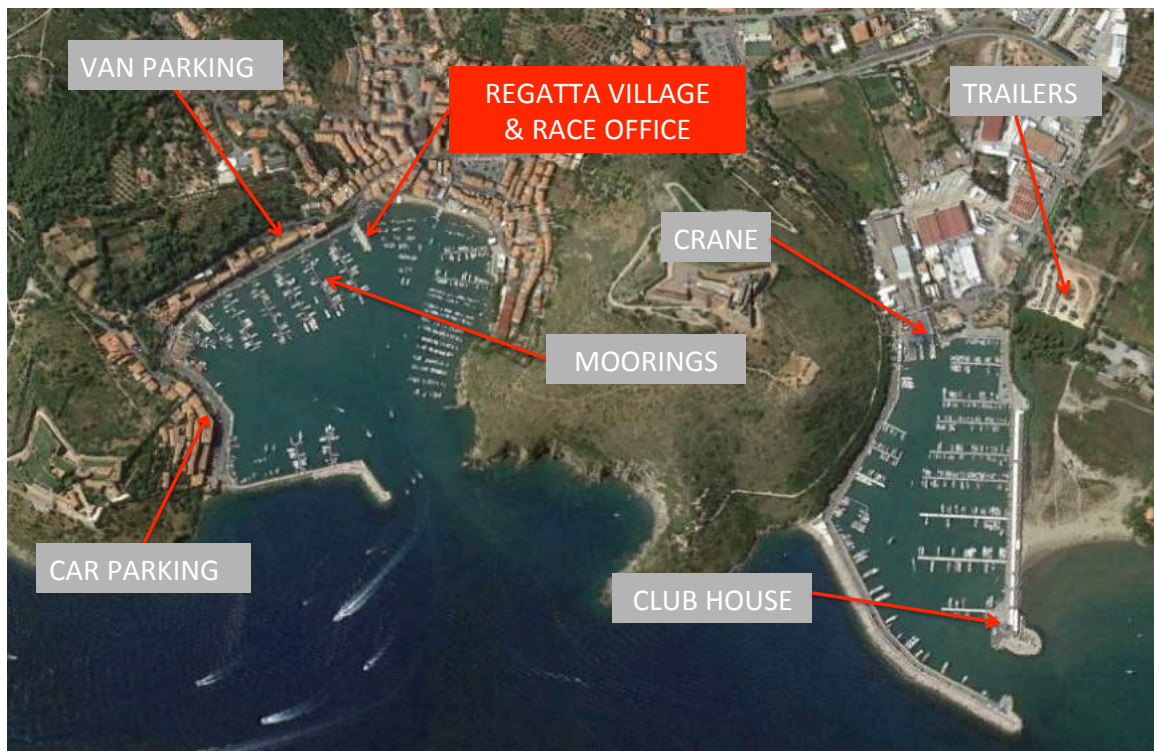 VAN PARKING
REGATTA VILLAGE
& RACE OFFICE
TRAILERS
CRANE
MOORINGS
CAR PARKING
CLUB HOUSE